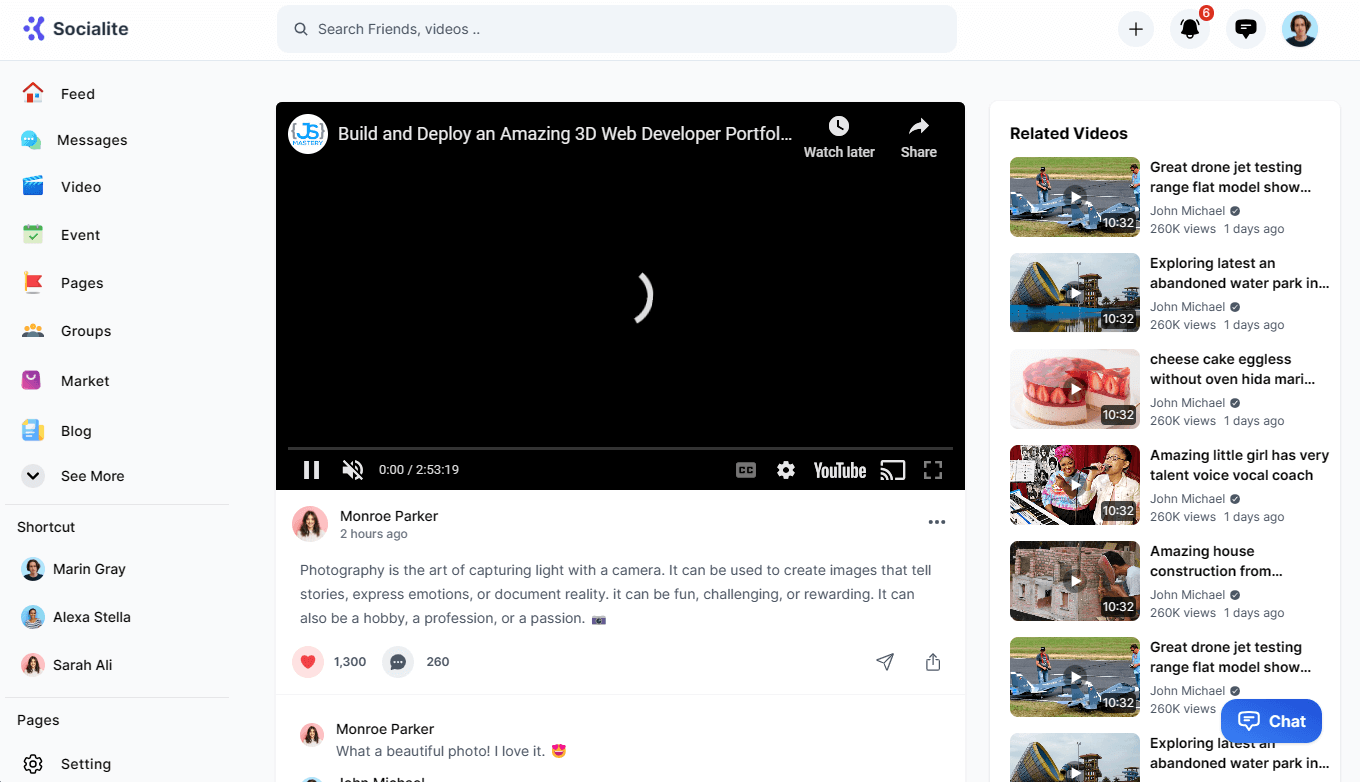 Socialite
Search Friends, videos ..
6
Feed
Messages
Video
Event
Pages
Groups
Market
Blog
See More
Shortcut
Marin Gray
Alexa Stella
Sarah Ali
Pages
Setting
{JS}
MASTERY
Build and Deploy an Amazing 3D Web Developer Portfol...
Watch later
Share
0:00 / 2:53:19
CC
YouTube
Monroe Parker
2 hours ago
Photography is the art of capturing light with a camera. It can be used to create images that tell
stories, express emotions, or document reality. it can be fun, challenging, or rewarding. It can
also be a hobby, a profession, or a passion. 📷
1,300
260
Monroe Parker
What a beautiful photo! I love it. 😍
John Michael
Related Videos
10:32
Great drone jet testing
range flat model show...
John Michael
260K views 1 days ago
10:32
Exploring latest an
abandoned water park in...
John Michael
260K views 1 days ago
10:32
cheese cake eggless
without oven hida mari...
John Michael
260K views 1 days ago
10:32
Amazing little girl has very
talent voice vocal coach
John Michael
260K views 1 days ago
10:32
Amazing house
construction from...
John Michael
260K views 1 days ago
10:32
Great drone jet testing
range flat model show...
John Michael
260K views
Chat
Exploring latest an
abandoned water park in...